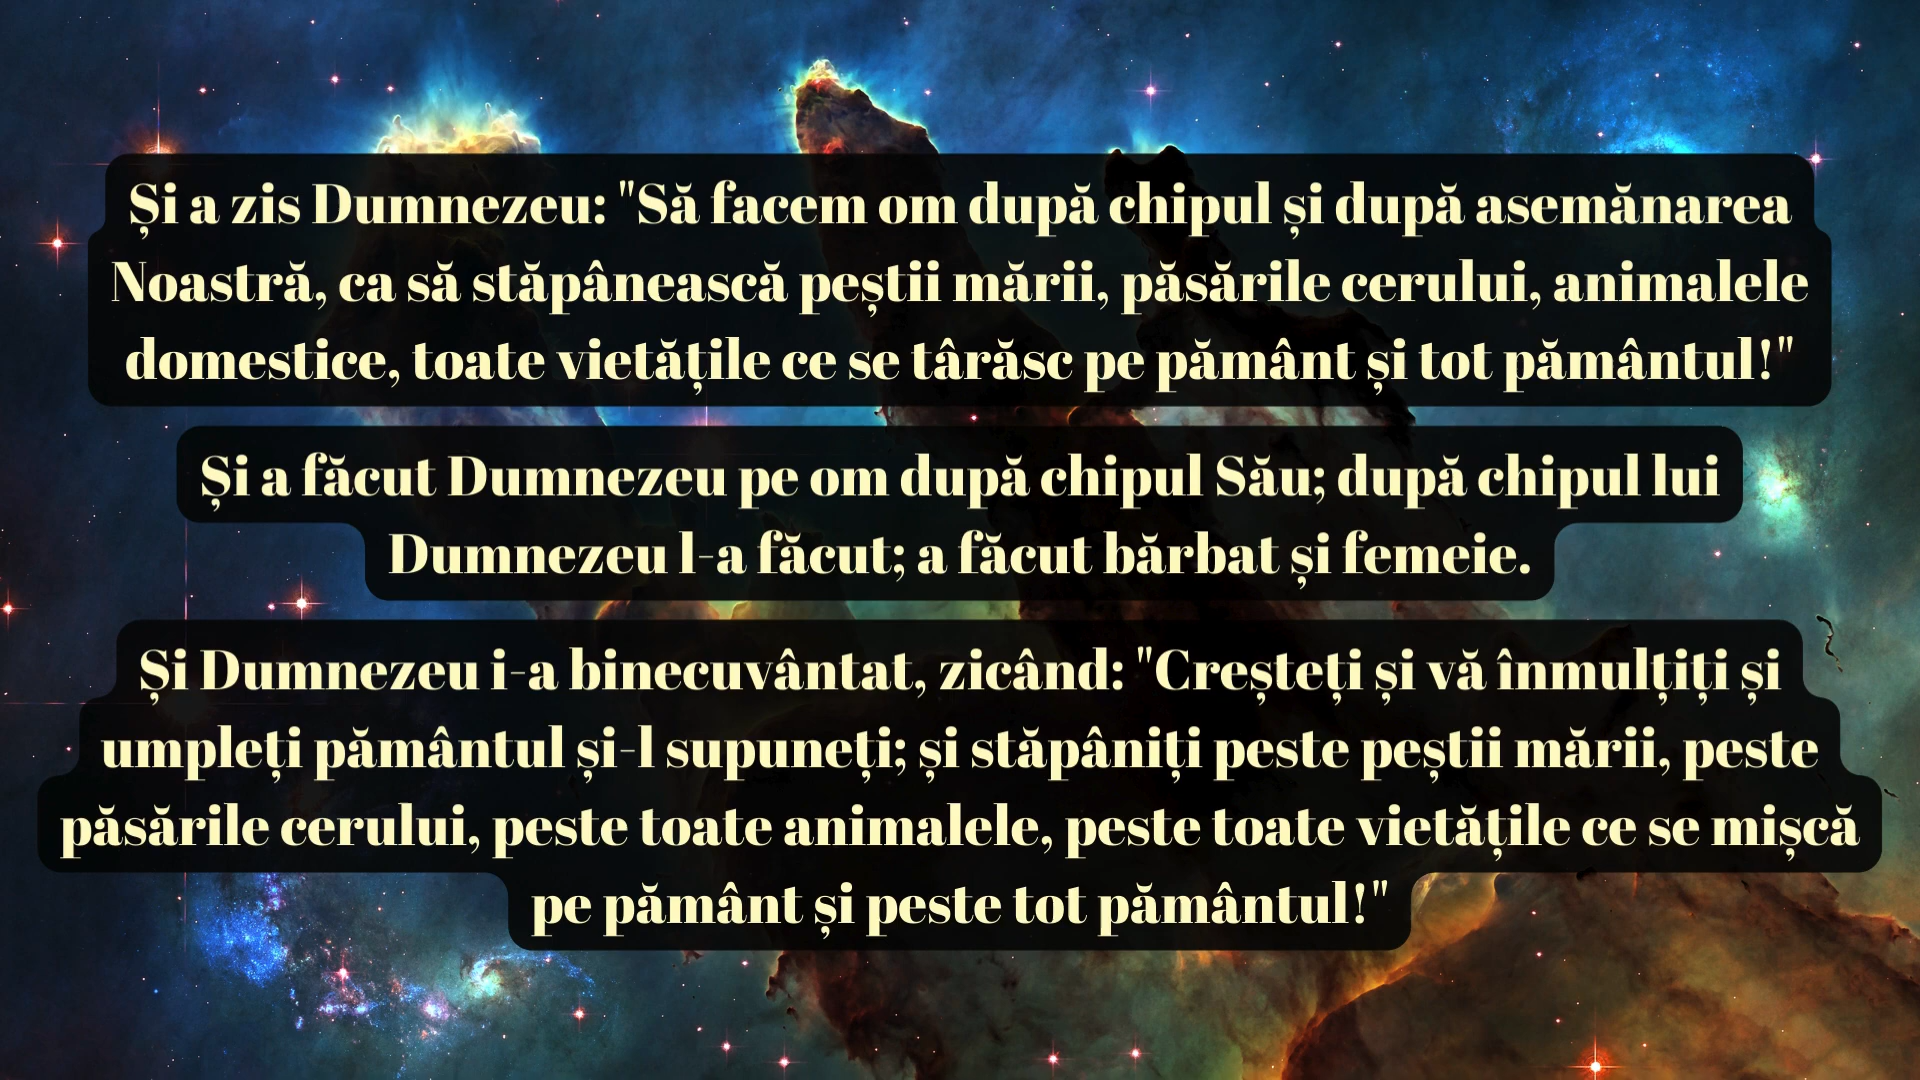 Și a zis Dumnezeu: "Să facem om după chipul și după asemănarea
Noastră, ca să stăpânească peștii mării, păsările cerului, animalele
domestice, toate vietățile ce se târăsc pe pământ și tot pământul!"
Și a făcut Dumnezeu pe om după chipul Său; după chipul lui
Dumnezeu l-a făcut; a făcut bărbat și femeie.
Și Dumnezeu i-a binecuvântat, zicând: "Creșteți și vă înmulțiți și
umpleți pământul și-l supuneți; și stăpâniți peste peștii mării, peste
păsările cerului, peste toate animalele, peste toate vietățile ce se mișcă
pe pământ și peste tot pământul!"